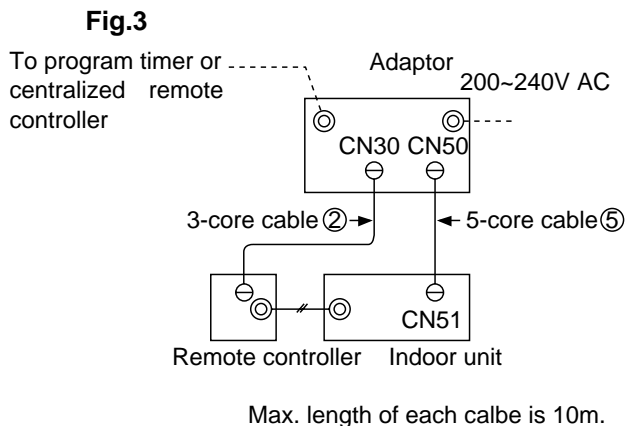 Fig.3
To program timer or
centralized remote
controller
Adaptor
200~240V AC
CN30 CN50
3-core cable②
5-core cable⑤
CN51
Remote controller
Indoor unit
Max. length of each calbe is 10m.